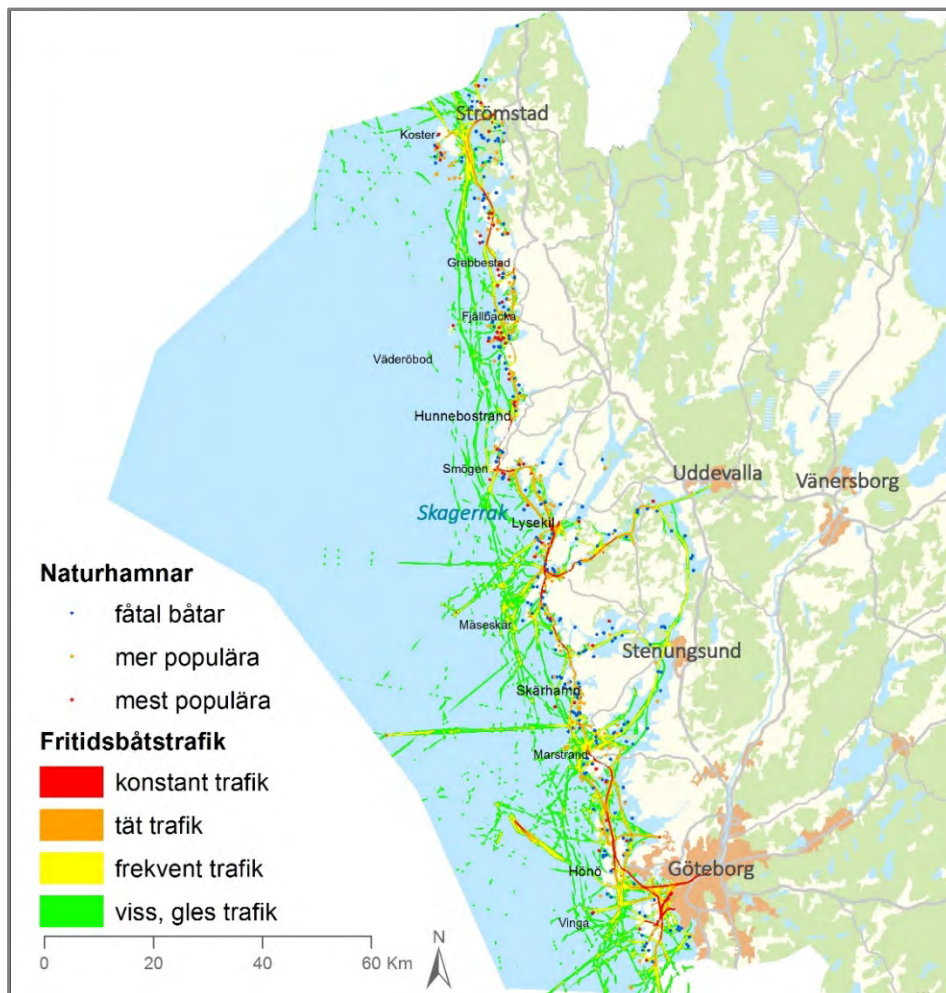 Strömstad
Koster
Grebbestad
Fjällbacka
Väderöbod
Hunnebostrand
Smögen
Uddevalla
Vänersborg
Skagerrak
Lysekil
Naturhamnar
fåtal båtar
mer populära
mest populära
Mäseskär
Stenungsund
Skärhamn
Marstrand
Fritidsbåtstrafik
konstant trafik
tät trafik
frekvent trafik
viss, gles trafik
Hönö
Göteborg
Vinga
N
0 20 40 60 Km